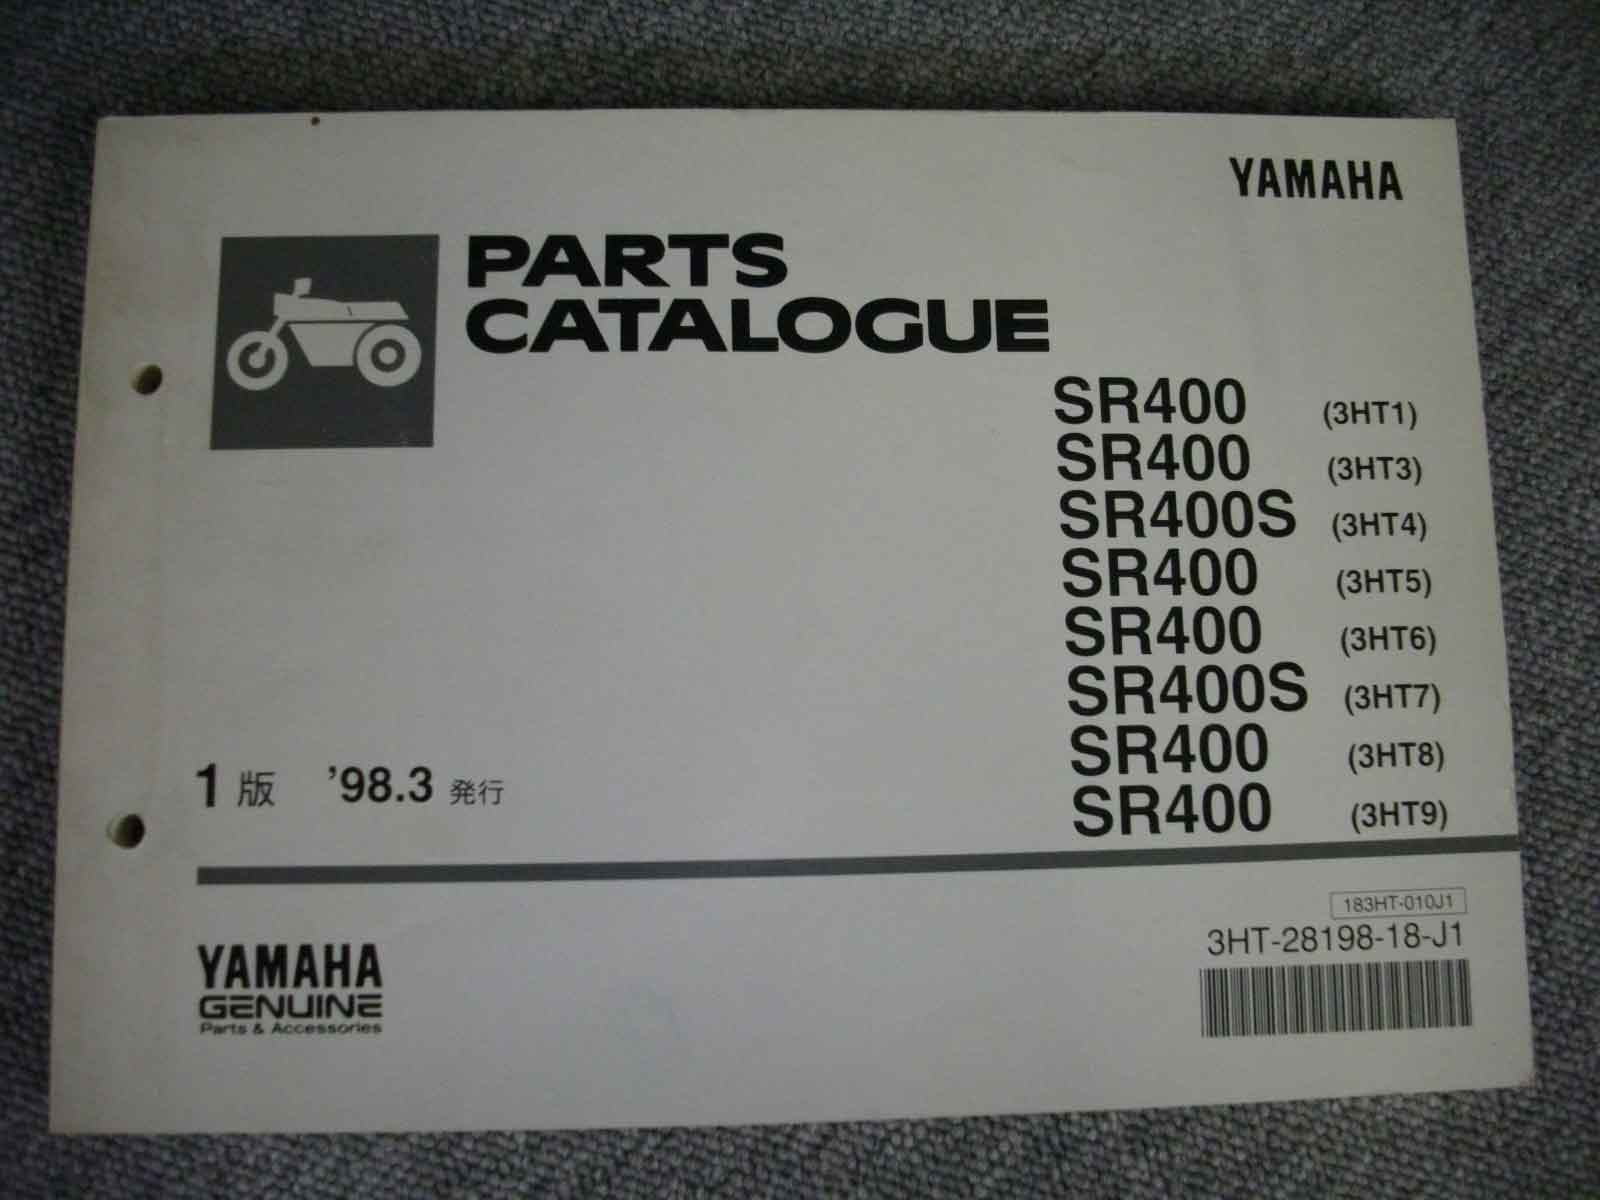 YAMAHA
PARTS
CATALOGUE
SR400 (3HT1)
SR400 (3HT3)
SR400S (3HT4)
SR400 (3HT5)
SR400 (3HT6)
SR400S (3HT7)
SR400 (3HT8)
SR400 (3HT9)
1 版 ’98.3 発行
183HT-010J1
3HT-28198-18-J1
YAMAHA
GENUINE
Parts & Accessories